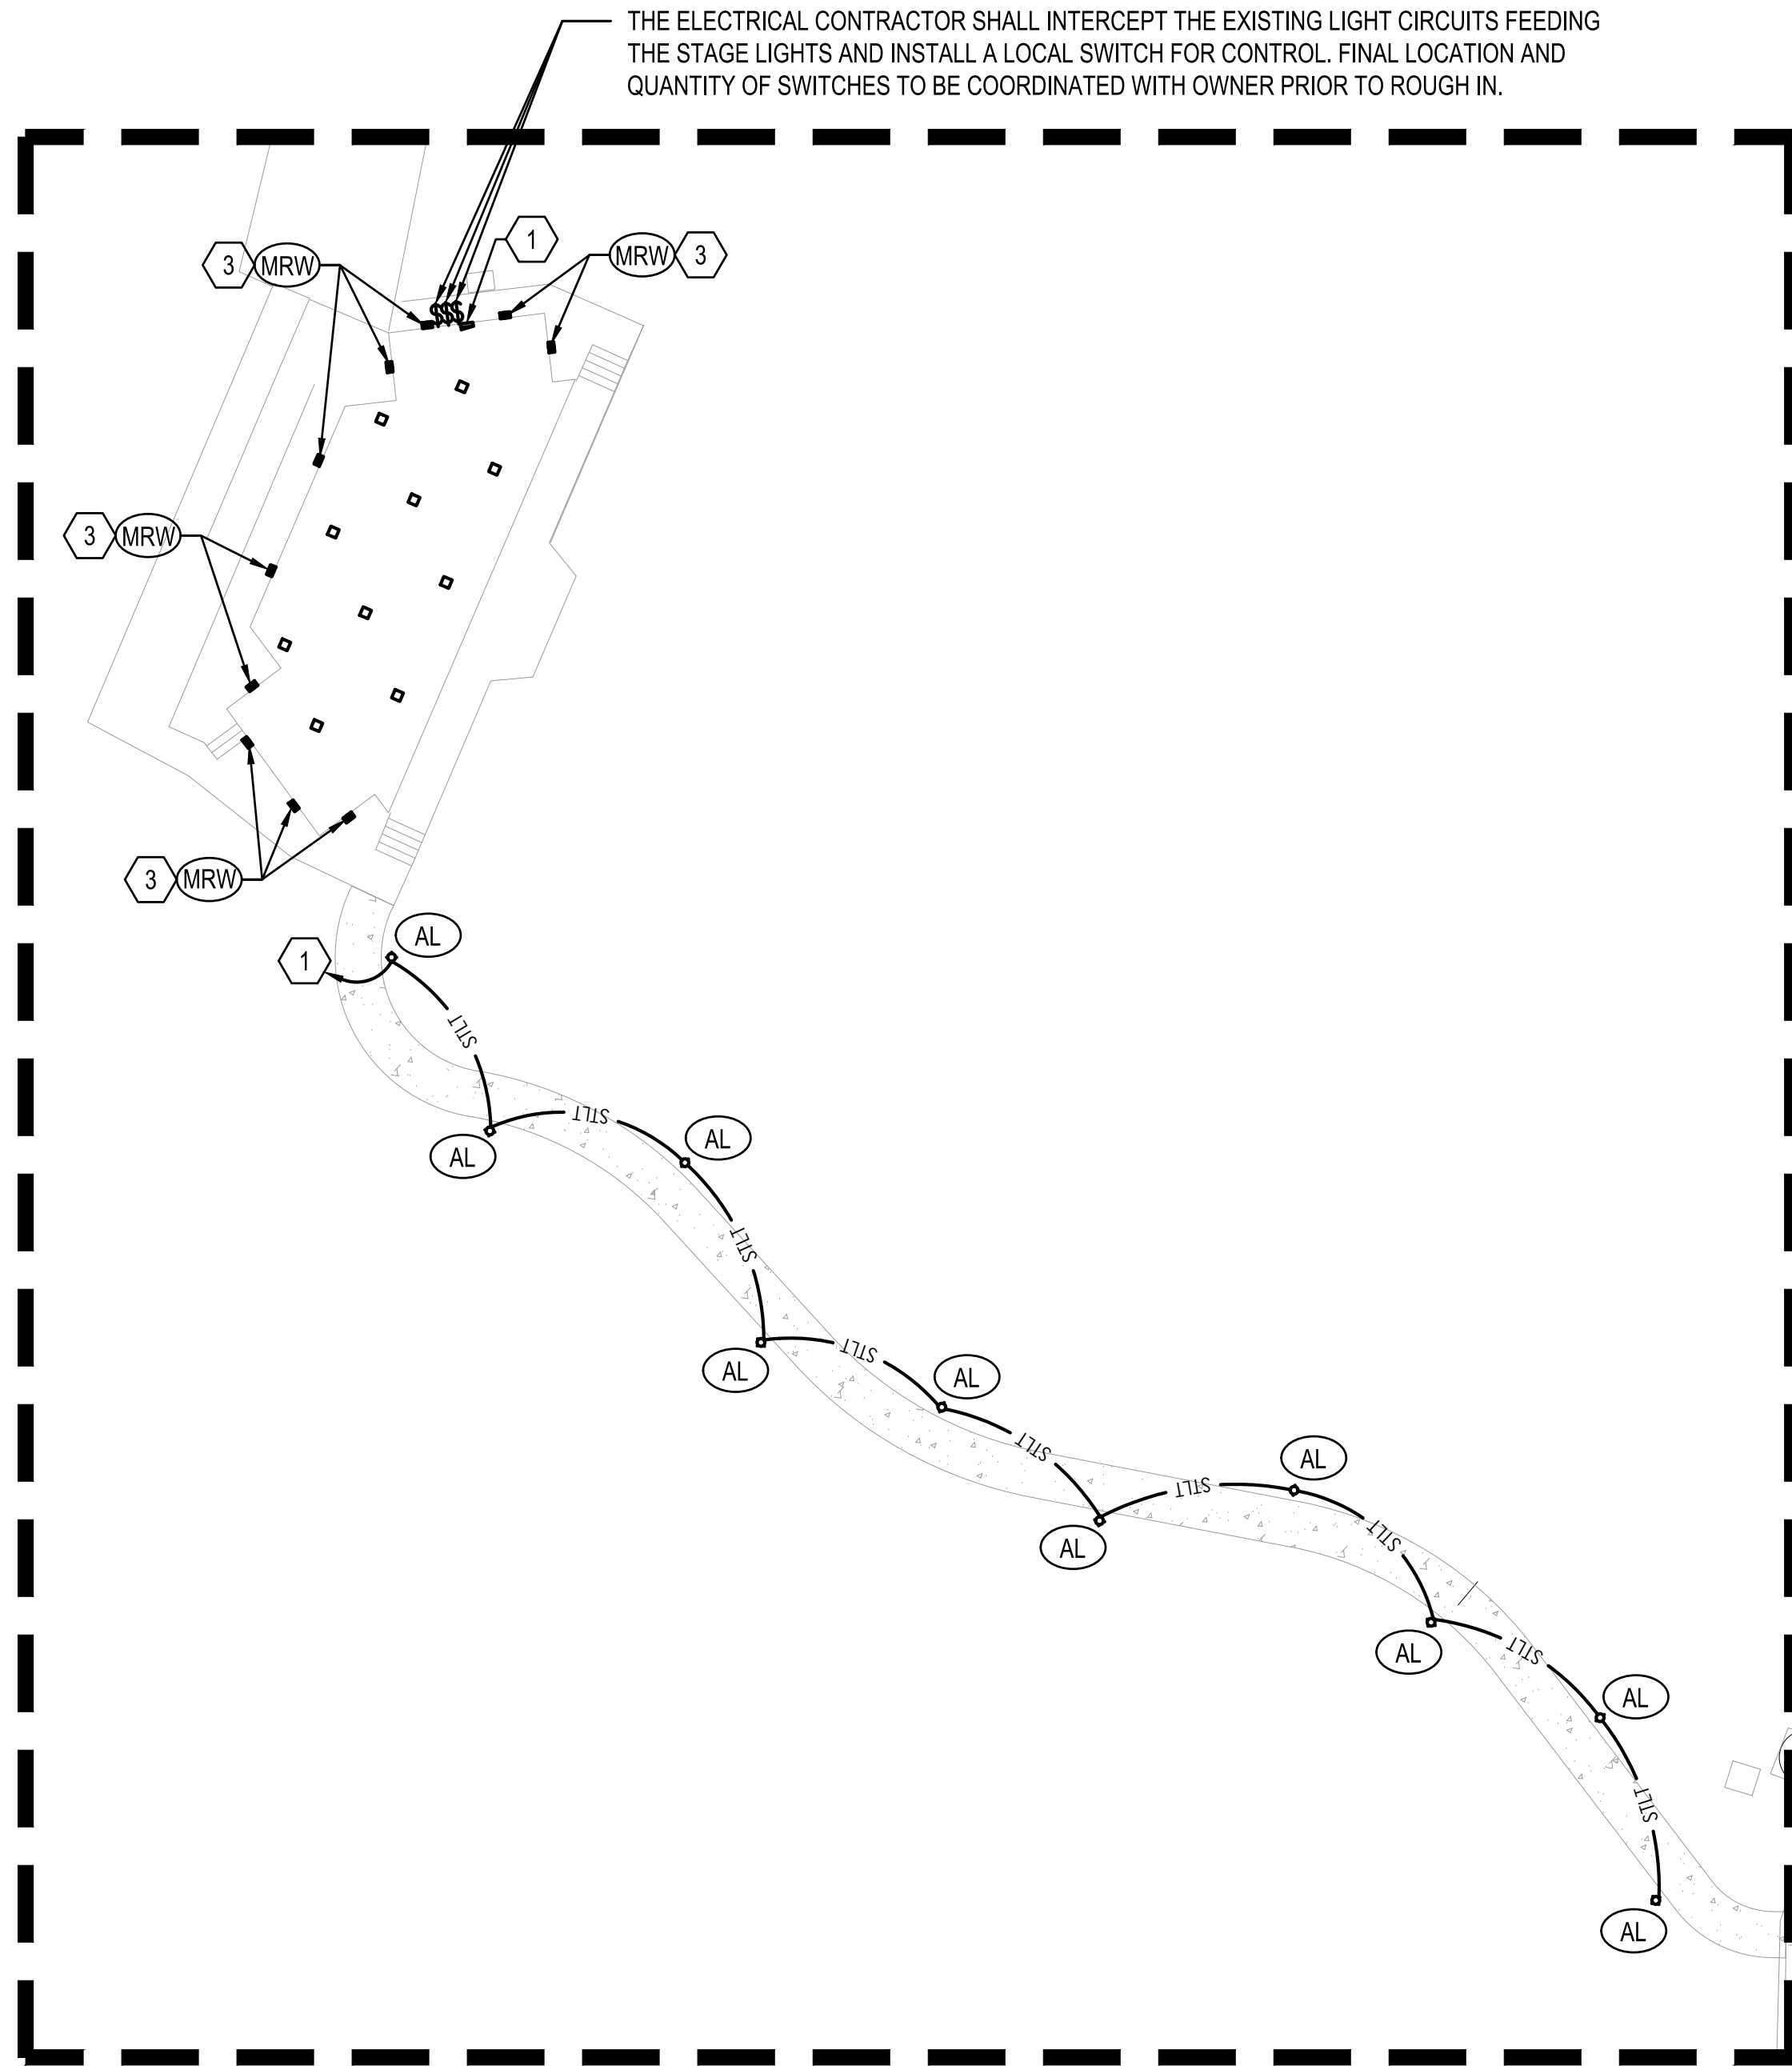 THE ELECTRICAL CONTRACTOR SHALL INTERCEPT THE EXISTING LIGHT CIRCUITS FEEDING
THE STAGE LIGHTS AND INSTALL A LOCAL SWITCH FOR CONTROL. FINAL LOCATION AND
QUANTITY OF SWITCHES TO BE COORDINATED WITH OWNER PRIOR TO ROUGH IN.
1
3 MRW
MRW 3
$$$
3 MRW
3 MRW
AL
1
STLT
STLT
AL
AL
STLT
STLT
AL
AL
STLT
AL
STLT
AL
STLT
AL
STLT
AL
STLT
AL